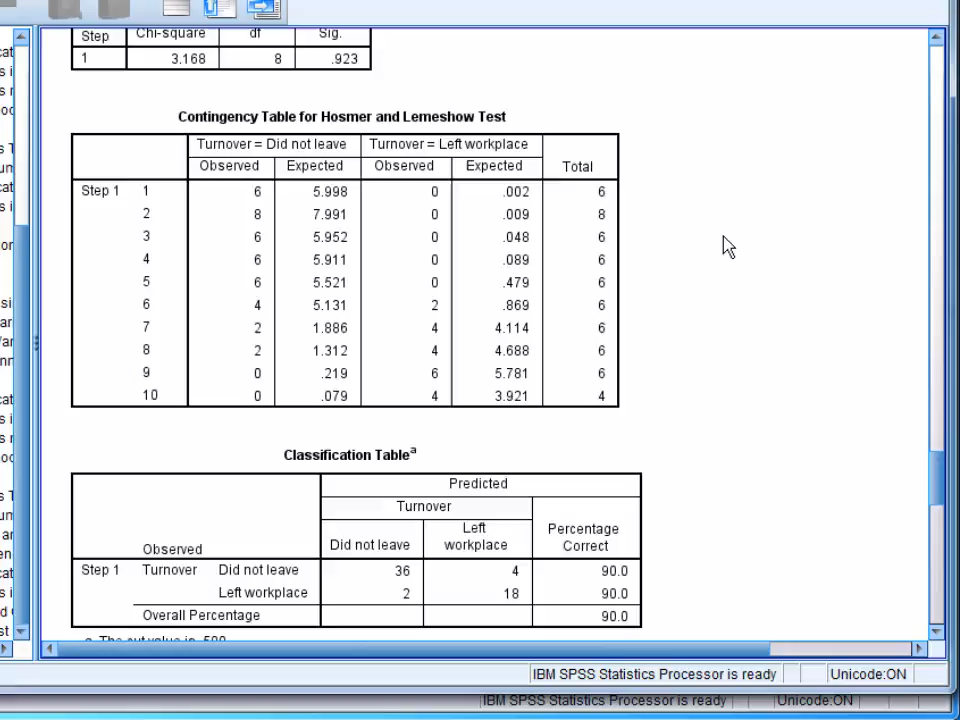 Step Chi-square df Sig.
1 3.168 8 .923
Contingency Table for Hosmer and Lemeshow Test
Turnover = Did not leave Turnover = Left workplace
Observed Expected Observed Expected Total
Step 1 1 6 5.998 0 .002 6
2 8 7.991 0 .009 8
3 6 5.952 0 .048 6
4 6 5.911 0 .089 6
5 6 5.521 0 .479 6
6 4 5.131 2 .869 6
7 2 1.886 4 4.114 6
8 2 1.312 4 4.688 6
9 0 .219 6 5.781 6
10 0 .079 4 3.921 4
Classification Tableᵃ
Predicted
Turnover
Observed Did not leave Left workplace Percentage Correct
Step 1 Turnover Did not leave 36 4 90.0
Left workplace 2 18 90.0
Overall Percentage 90.0
a. The cut value is .500
IBM SPSS Statistics Processor is ready Unicode:ON
IBM SPSS Statistics Processor is ready Unicode:ON